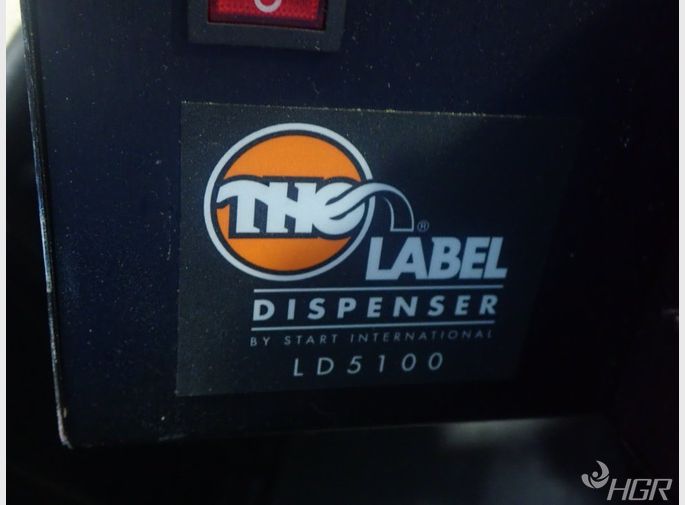 THE
®
LABEL
DISPENSER
BY START INTERNATIONAL
LD5100
HGR